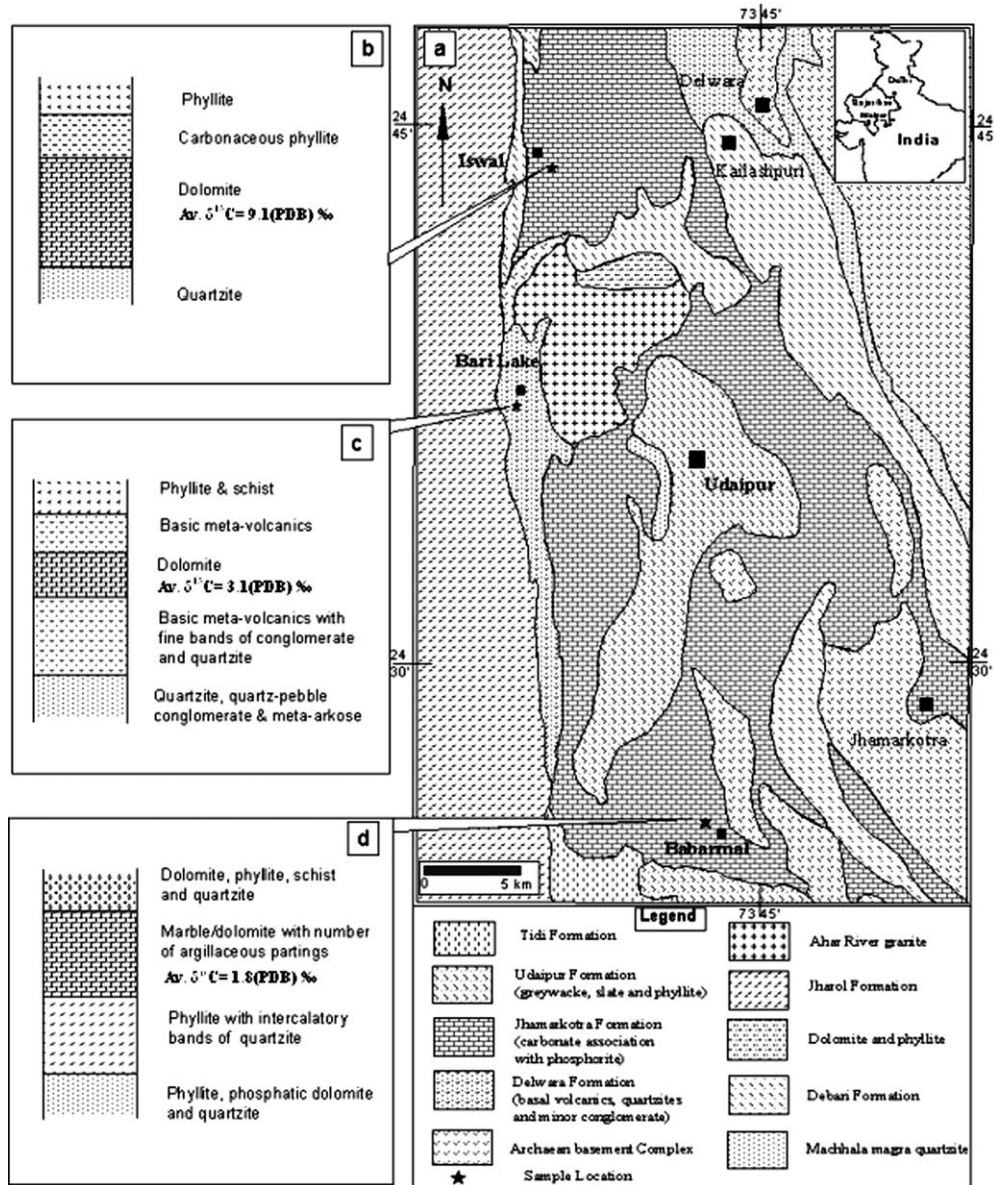 b
Phyllite
Carbonaceous phyllite
Dolomite
Av. δ¹³C= 9.1(PDB) ‰
Quartzite
c
Phyllite & schist
Basic meta-volcanics
Dolomite
Av. δ¹³C= 3.1(PDB) ‰
Basic meta-volcanics with
fine bands of conglomerate
and quartzite
Quartzite, quartz-pebble
conglomerate & meta-arkose
d
Dolomite, phyllite, schist
and quartzite
Marble/dolomite with number
of argillaceous partings
C= 1.8(PDB) ‰
Phyllite with intercalatory
bands of quartzite
Phyllite, phosphatic dolomite
and quartzite
a
73 45'
N
24
45'
24
45
Delwara
Kailashpuri
Iswal
Delhi
India
Bari Lake
Udaipur
24
30'
24
30'
Jhamarkotra
Babarmal
0
5 km
73 45'
Legend
Tidi Formation
Udaipur Formation
(greywacke, slate and phyllite)
Jhamarkotra Formation
(carbonate association
with phosphorite)
Delwara Formation
(basal volcanics, quartzites
and minor conglomerate)
Archaean basement Complex
Sample Location
Ahar River granite
Jharol Formation
Dolomite and phyllite
Debari Formation
Machhala magra quartzite